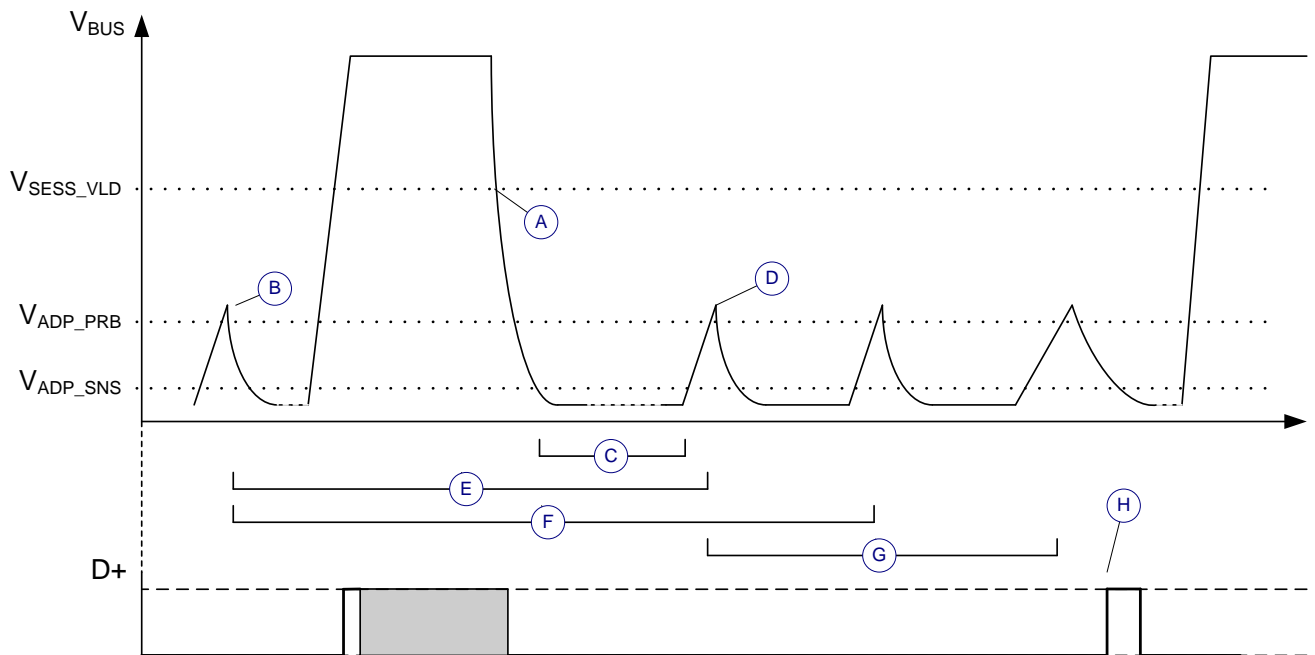 VBUS
VSESS_VLD
A
B
D
VADP_PRB
VADP_SNS
C
E
F
H
G
D+